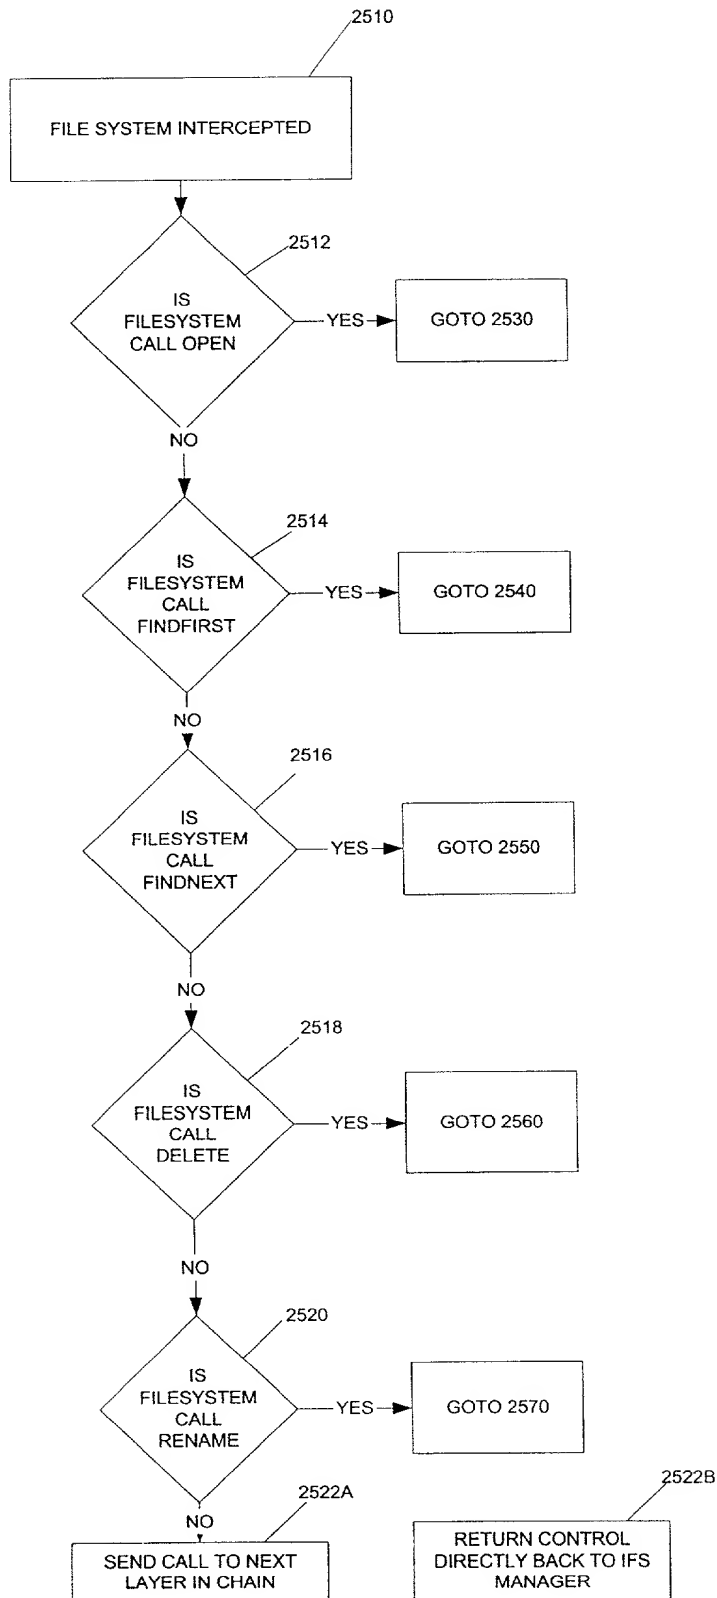 2510
FILE SYSTEM INTERCEPTED
2512
IS
FILESYSTEM
CALL OPEN
YES
GOTO 2530
NO
2514
IS
FILESYSTEM
CALL
FINDFIRST
YES
GOTO 2540
NO
2516
IS
FILESYSTEM
CALL
FINDNEXT
YES
GOTO 2550
NO
2518
IS
FILESYSTEM
CALL
DELETE
YES
GOTO 2560
NO
2520
IS
FILESYSTEM
CALL
RENAME
YES
GOTO 2570
NO
2522A
SEND CALL TO NEXT
LAYER IN CHAIN
2522B
RETURN CONTROL
DIRECTLY BACK TO IFS
MANAGER